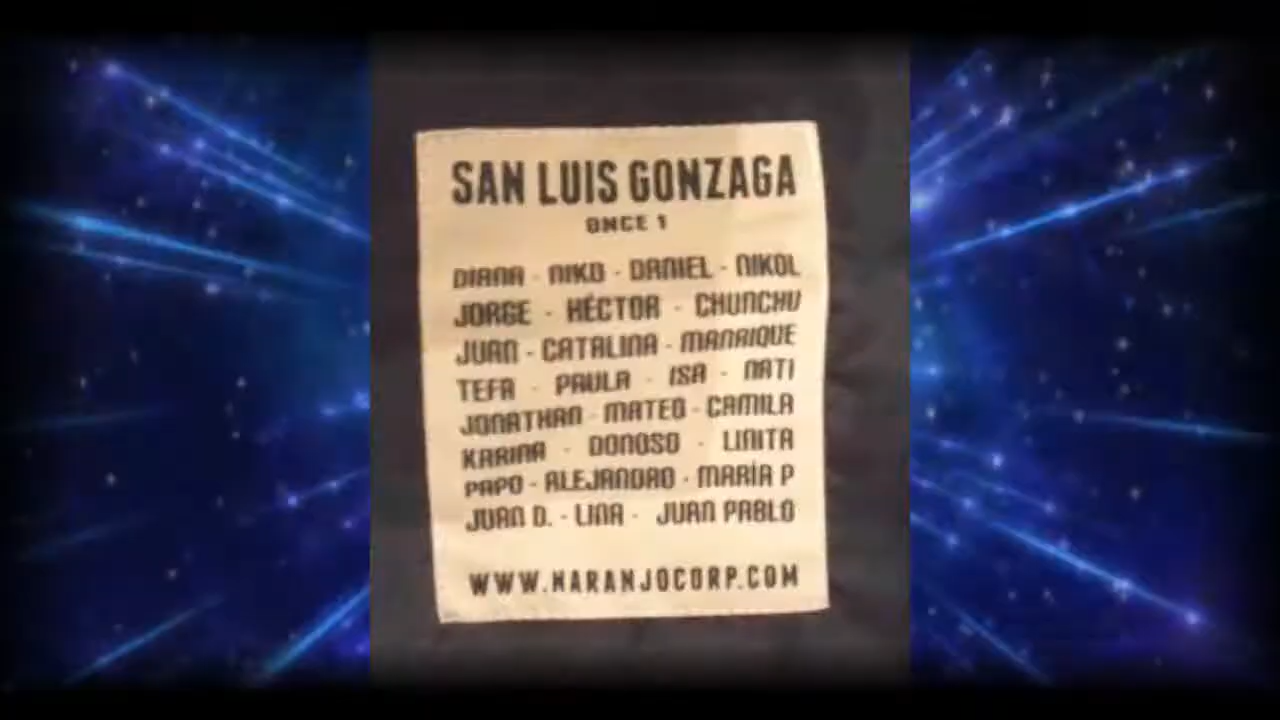 SAN LUIS GONZAGA
ONCE 1
DIANA - NIKO - DANIEL - NIKOL
JORGE - HÉCTOR - CHUNCHU
JUAN - CATALINA - MANRIQUE
TEFA - PAULA - ISA - NATI
JONATHAN - MATEO - CAMILA
KARINA - DONOSO - LINITA
PAPO - ALEJANDRO - MARÍA P
JUAN D. - LINA - JUAN PABLO
WWW.NARANJOCORP.COM